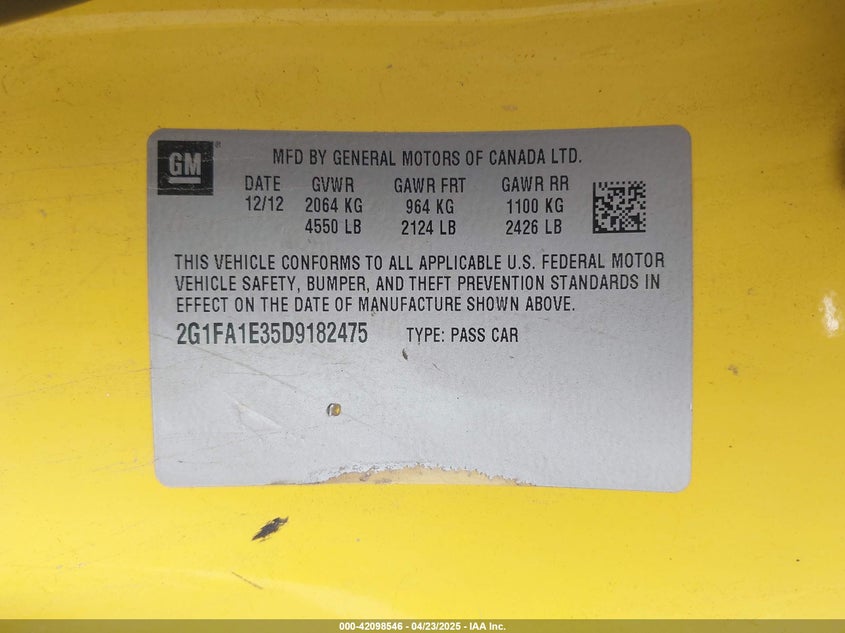 GM
MFD BY GENERAL MOTORS OF CANADA LTD.
DATE GVWR GAWR FRT GAWR RR
12/12 2064 KG 964 KG 1100 KG
4550 LB 2124 LB 2426 LB
THIS VEHICLE CONFORMS TO ALL APPLICABLE U.S. FEDERAL MOTOR
VEHICLE SAFETY, BUMPER, AND THEFT PREVENTION STANDARDS IN
EFFECT ON THE DATE OF MANUFACTURE SHOWN ABOVE.
2G1FA1E35D9182475 TYPE: PASS CAR
000-42098546 - 04/23/2025 - IAA Inc.